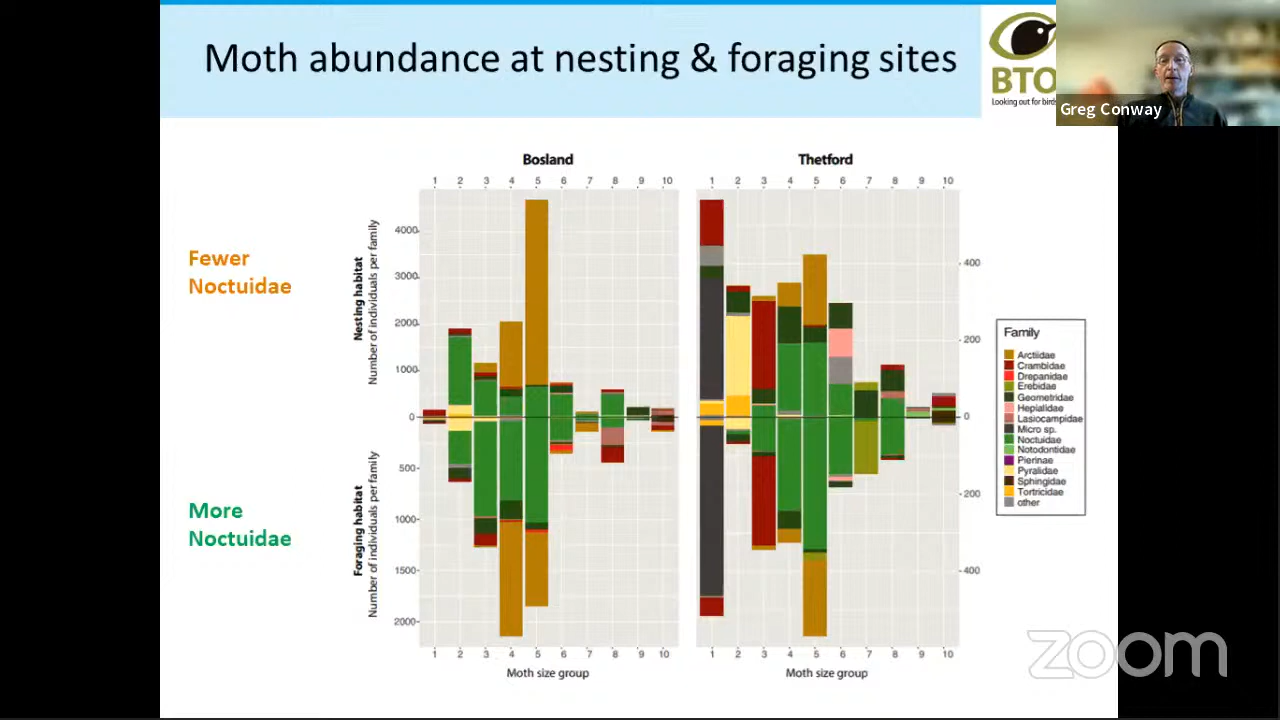 Moth abundance at nesting & foraging sites
BTO
Looking out for birds
Greg Conway
Fewer
Noctuidae
More
Noctuidae
Bosland
1 2 3 4 5 6 7 8 9 10
Nesting habitat
Number of individuals per family
4000
3000
2000
1000
0
Foraging habitat
Number of individuals per family
500
1000
1500
2000
1 2 3 4 5 6 7 8 9 10
Moth size group
Thetford
1 2 3 4 5 6 7 8 9 10
400
200
0
200
400
1 2 3 4 5 6 7 8 9 10
Moth size group
Family
Arctiidae
Crambidae
Drepanidae
Erebidae
Geometridae
Hepialidae
Lasiocampidae
Micro sp.
Noctuidae
Notodontidae
Pierinae
Pyralidae
Sphingidae
Tortricidae
other
zoom